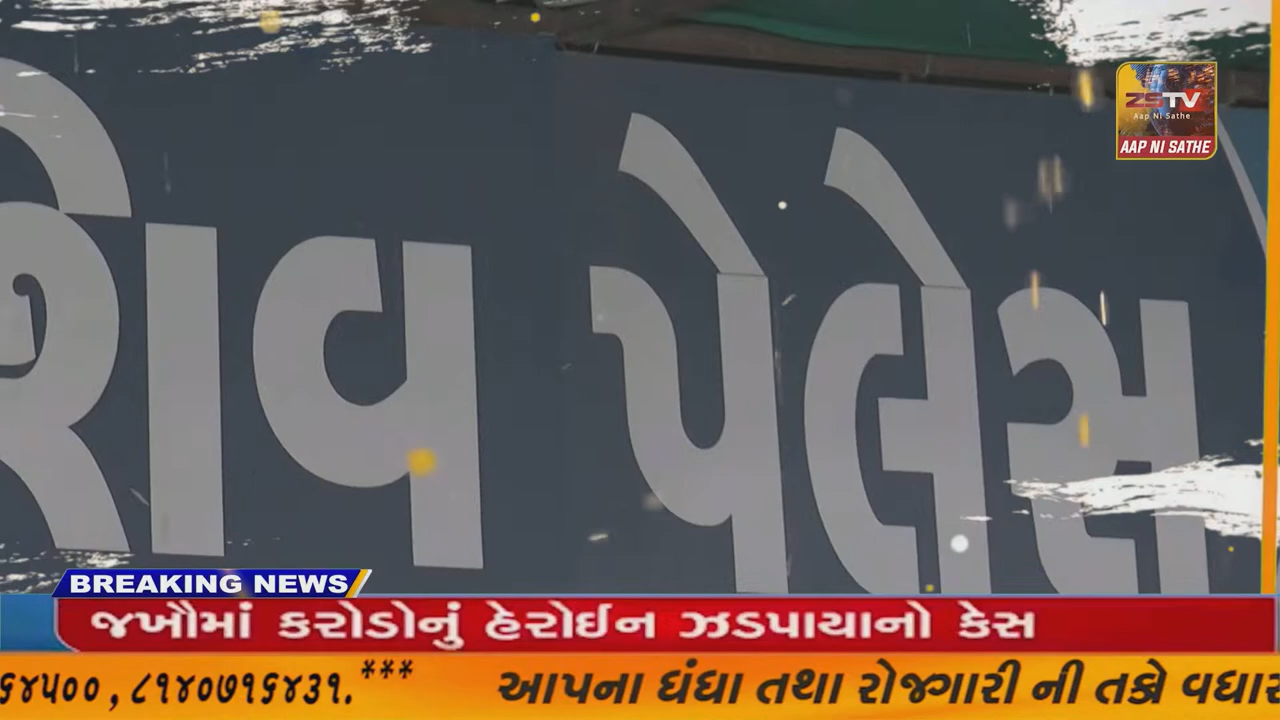 શિવ પેલેસ
ZSTV
Aap Ni Sathe
AAP NI SATHE
BREAKING NEWS
જખૌમાં કરોડોનું હેરોઈન ઝડપાયાનો કેસ
૬૪૫૦૦,૮૧૪૦૭૧૬૪૩૧.*** આપના ધંધા તથા રોજગારી ની તકો